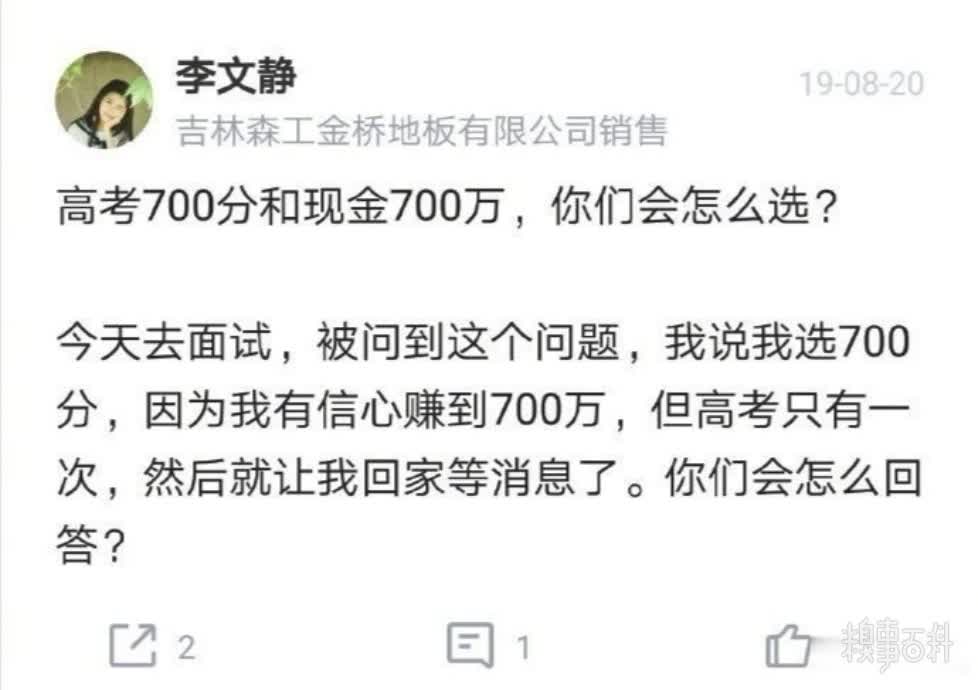 李文静
19-08-20
吉林森工金桥地板有限公司销售
高考700分和现金700万，你们会怎么选？
今天去面试，被问到这个问题，我说我选700
分，因为我有信心赚到700万，但高考只有一
次，然后就让我回家等消息了。你们会怎么回
答？
2
1
糗事百科